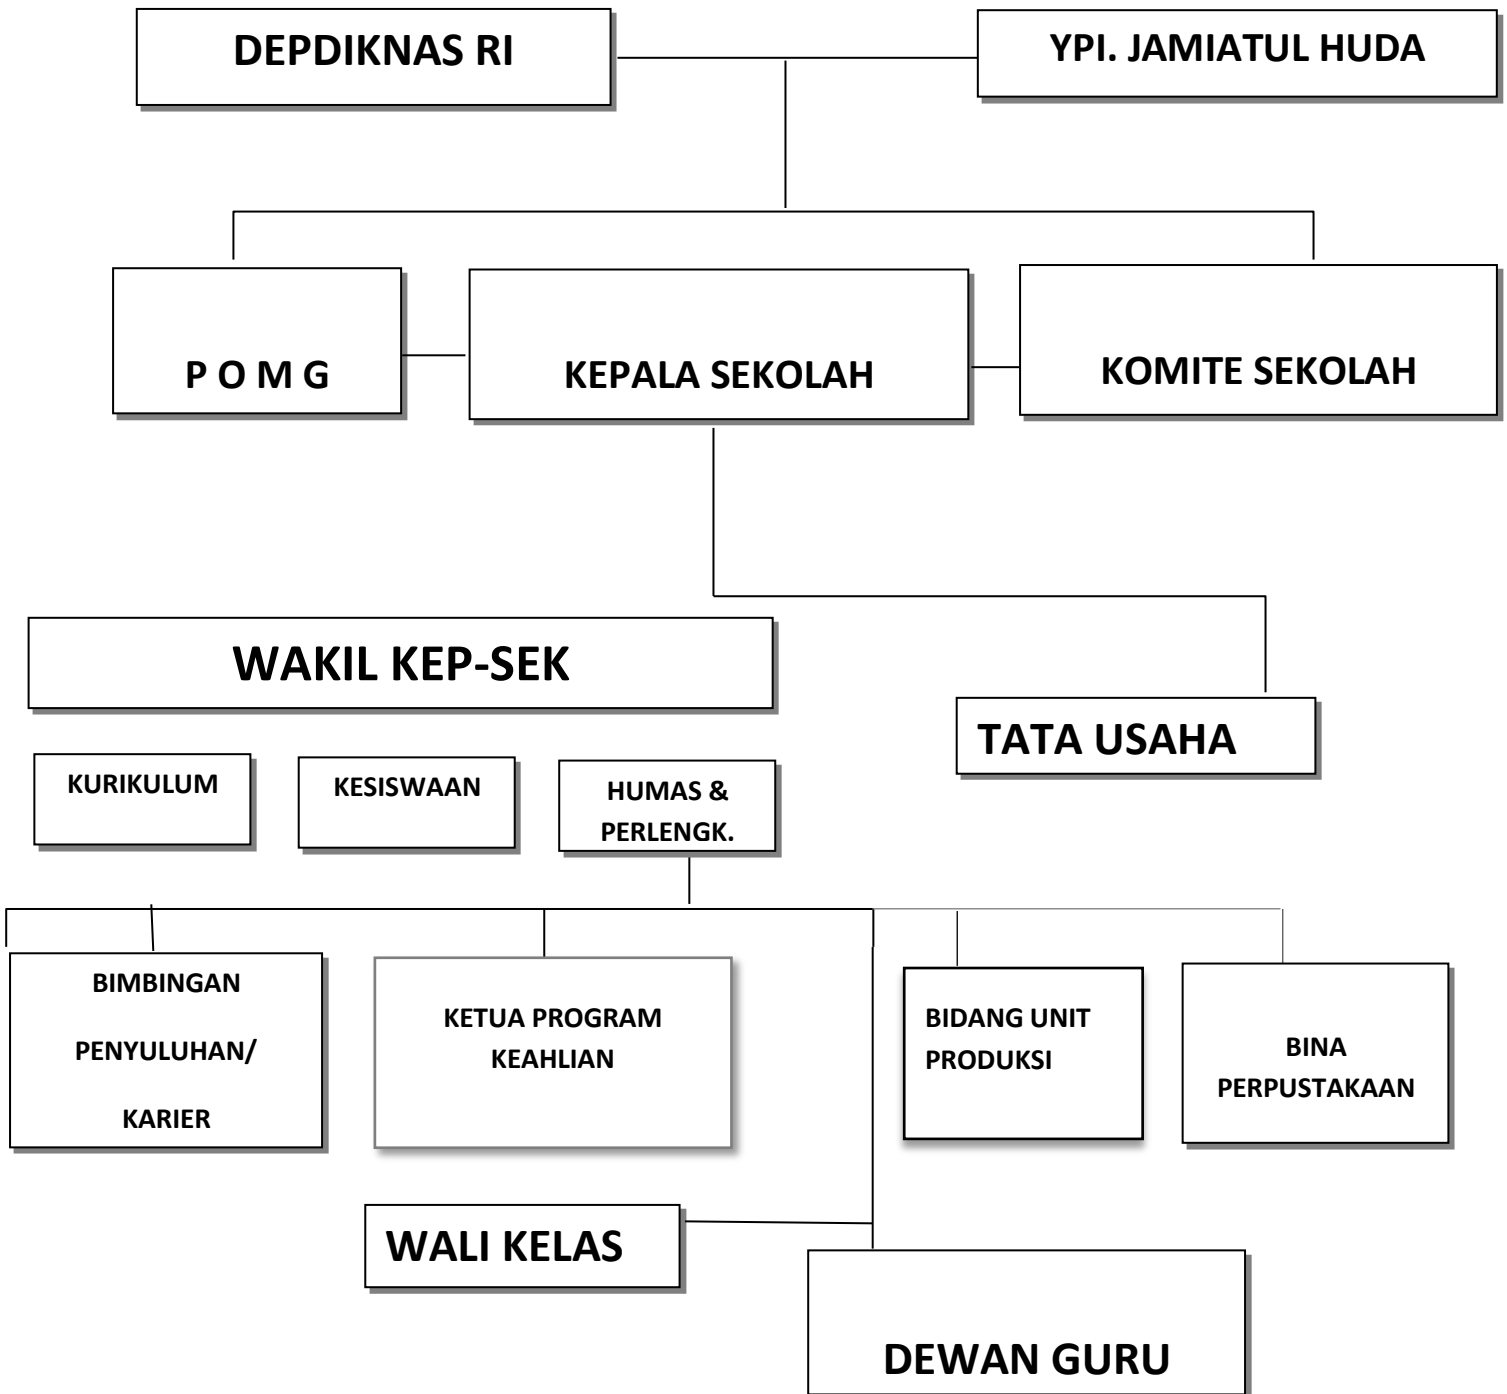 DEPDIKNAS RI
YPI. JAMIATUL HUDA
P O M G
KEPALA SEKOLAH
KOMITE SEKOLAH
WAKIL KEP-SEK
TATA USAHA
KURIKULUM
KESISWAAN
HUMAS &
PERLENGK.
BIMBINGAN
PENYULUHAN/
KARIER
KETUA PROGRAM
KEAHLIAN
BIDANG UNIT
PRODUKSI
BINA
PERPUSTAKAAN
WALI KELAS
DEWAN GURU